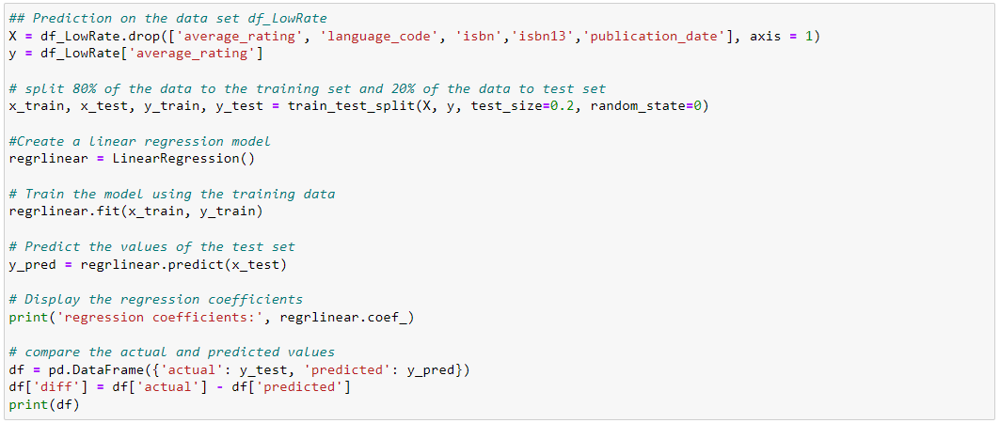 ## Prediction on the data set df_LowRate
X = df_LowRate.drop(['average_rating', 'language_code', 'isbn','isbn13','publication_date'], axis = 1)
y = df_LowRate['average_rating']
# split 80% of the data to the training set and 20% of the data to test set
x_train, x_test, y_train, y_test = train_test_split(X, y, test_size=0.2, random_state=0)
#Create a linear regression model
regrlinear = LinearRegression()
# Train the model using the training data
regrlinear.fit(x_train, y_train)
# Predict the values of the test set
y_pred = regrlinear.predict(x_test)
# Display the regression coefficients
print('regression coefficients:', regrlinear.coef_)
# compare the actual and predicted values
df = pd.DataFrame({'actual': y_test, 'predicted': y_pred})
df['diff'] = df['actual'] - df['predicted']
print(df)